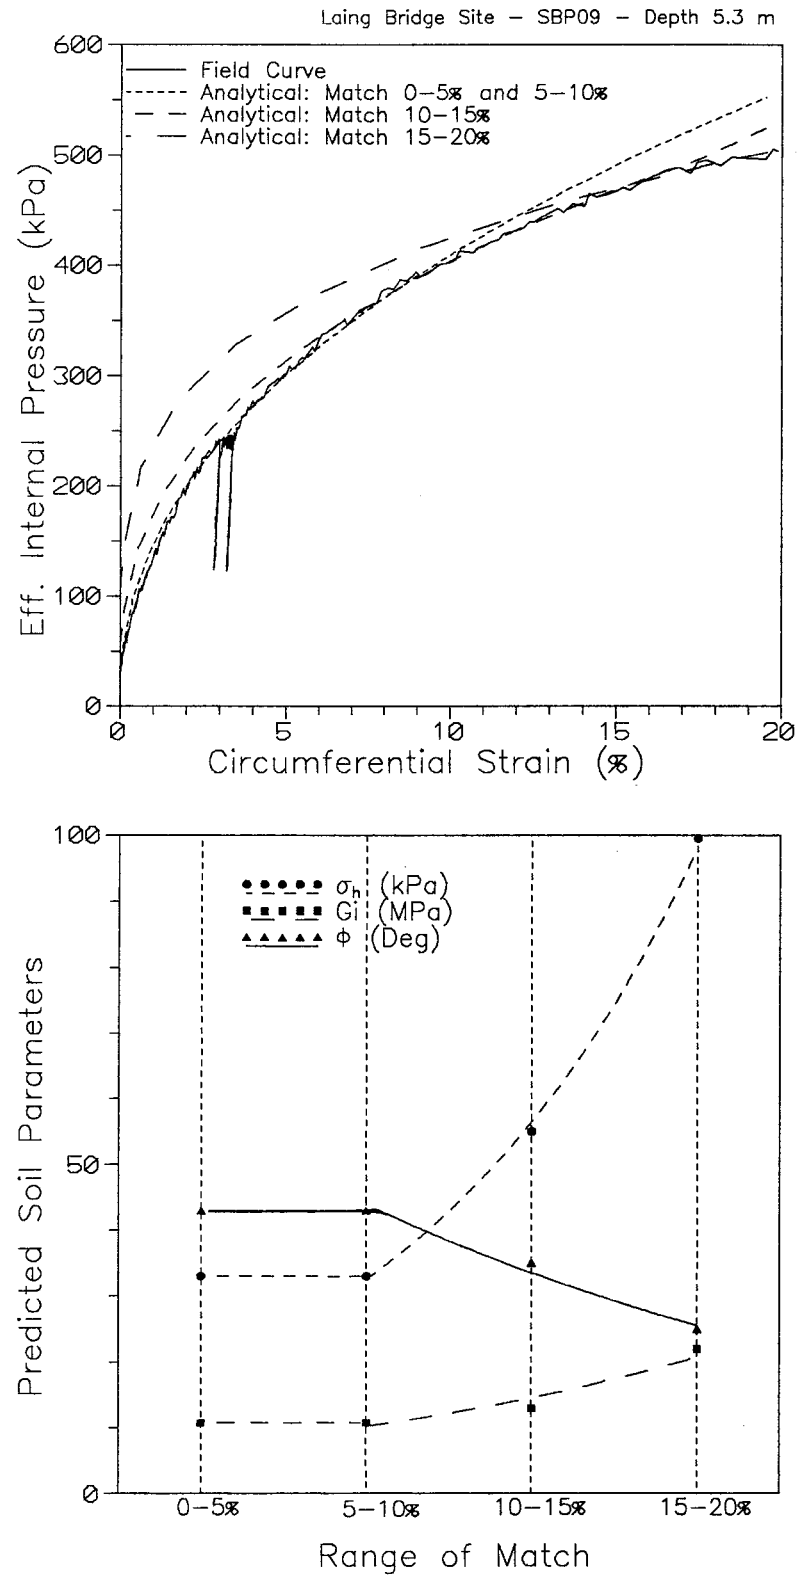 Laing Bridge Site – SBP09 – Depth 5.3 m
600
Field Curve
Analytical: Match 0–5% and 5–10%
Analytical: Match 10–15%
Analytical: Match 15–20%
500
400
300
200
100
0
Eff. Internal Pressure (kPa)
0 5 10 15 20
Circumferential Strain (%)
100
σh (kPa)
Gi (MPa)
ϕ (Deg)
50
0
Predicted Soil Parameters
0–5% 5–10% 10–15% 15–20%
Range of Match